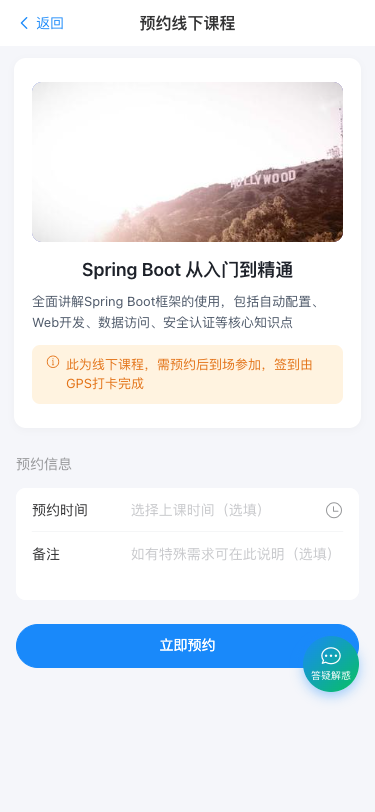 返回
预约线下课程
HOLLYWOOD
Spring Boot 从入门到精通
全面讲解Spring Boot框架的使用，包括自动配置、
Web开发、数据访问、安全认证等核心知识点
此为线下课程，需预约后到场参加，签到由
GPS打卡完成
预约信息
预约时间 选择上课时间（选填）
备注 如有特殊需求可在此说明（选填）
立即预约
答疑解惑